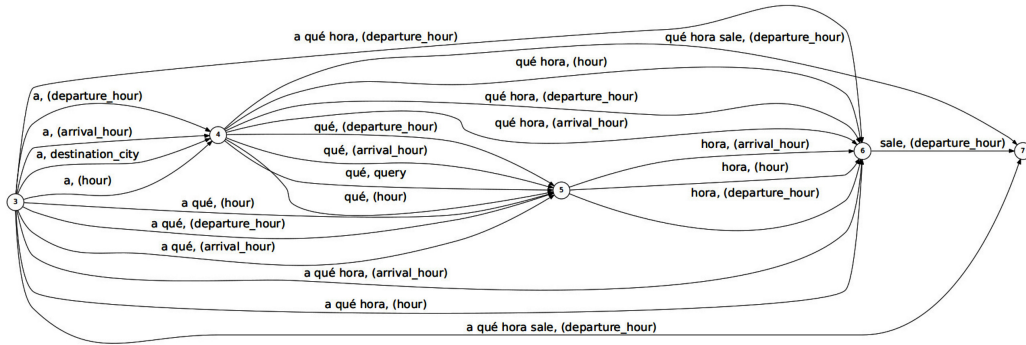 a qué hora, (departure_hour)
qué hora sale, (departure_hour)
qué hora, (hour)
a, (departure_hour)
qué hora, (departure_hour)
qué hora, (arrival_hour)
a, (arrival_hour)
4
qué, (departure_hour)
a, destination_city
qué, (arrival_hour)
hora, (arrival_hour)
6
sale, (departure_hour)
7
a, (hour)
qué, query
hora, (hour)
qué, (hour)
5
hora, (departure_hour)
3
a qué, (hour)
a qué, (departure_hour)
a qué, (arrival_hour)
a qué hora, (arrival_hour)
a qué hora, (hour)
a qué hora sale, (departure_hour)